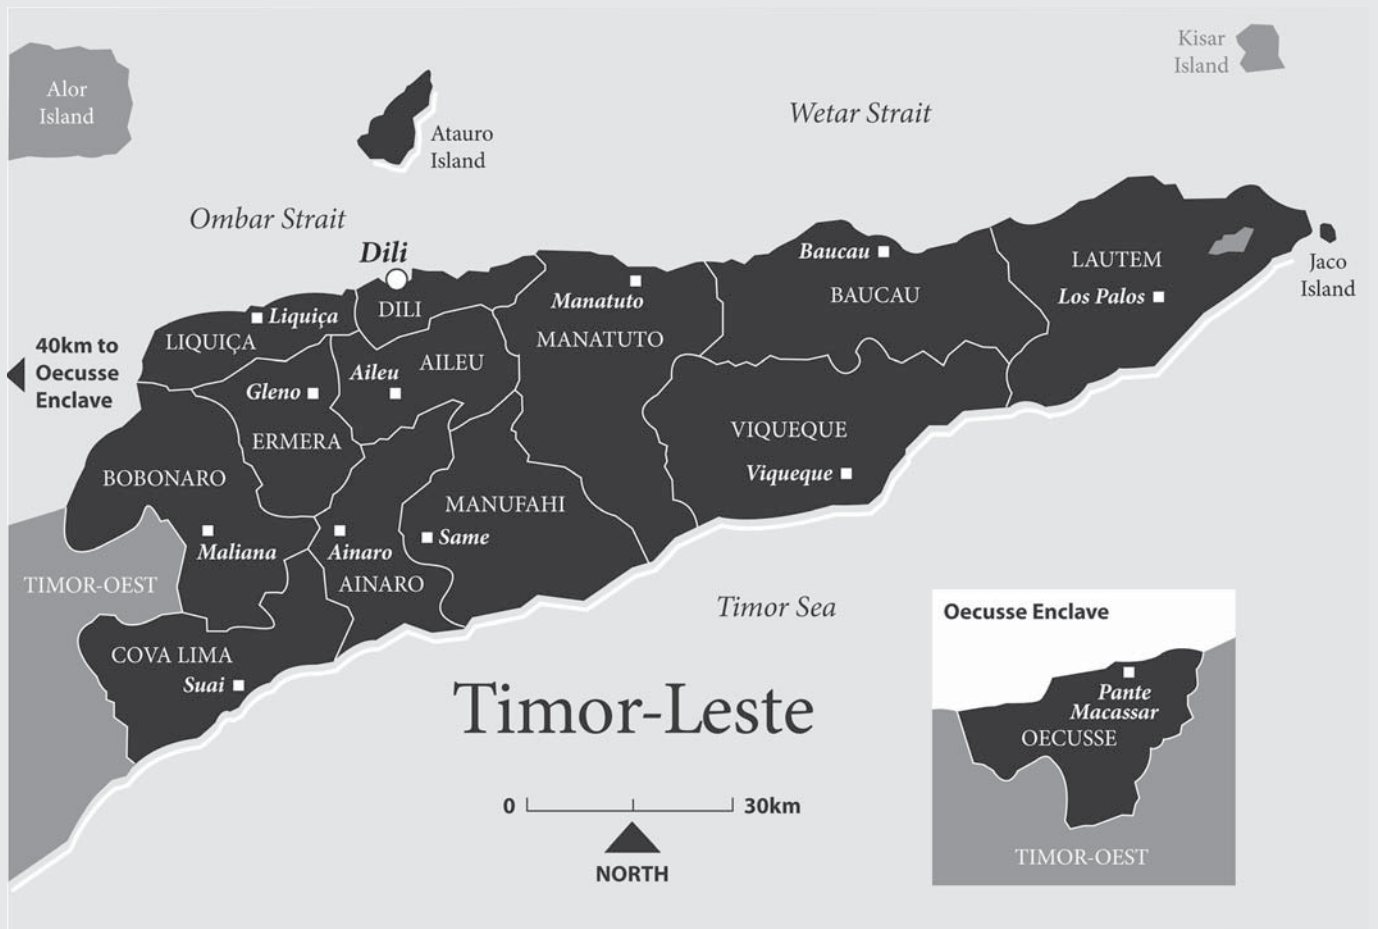 Kisar
Island
Alor
Island
Wetar Strait
Atauro
Island
Ombar Strait
Dili
Baucau
LAUTEM
Jaco
Island
Los Palos
BAUCAU
Manatuto
MANATUTO
DILI
Liquiça
LIQUIÇA
40km to
Oecusse
Enclave
Aileu
AILEU
Gleno
ERMERA
VIQUEQUE
Viqueque
BOBONARO
MANUFAHI
Same
Maliana
Ainaro
AINARO
TIMOR-OEST
Timor Sea
COVA LIMA
Suai
Timor-Leste
0 30km
NORTH
Oecusse Enclave
Pante
Macassar
OECUSSE
TIMOR-OEST